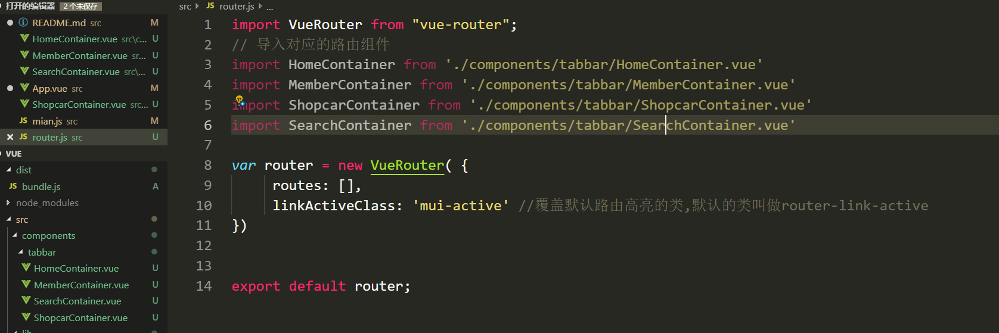 打开的编辑器 2 个未保存
README.md src M
HomeContainer.vue src\c... U
MemberContainer.vue sr... U
SearchContainer.vue src\... U
App.vue src M
ShopcarContainer.vue src... U
JS mian.js src M
JS router.js src U
VUE
dist
JS bundle.js A
node_modules
src
components
tabbar
HomeContainer.vue U
MemberContainer.vue U
SearchContainer.vue U
ShopcarContainer.vue U
lib
src JS router.js ...
1 import VueRouter from "vue-router";
2 // 导入对应的路由组件
3 import HomeContainer from './components/tabbar/HomeContainer.vue'
4 import MemberContainer from './components/tabbar/MemberContainer.vue'
5 import ShopcarContainer from './components/tabbar/ShopcarContainer.vue'
6 import SearchContainer from './components/tabbar/SearchContainer.vue'
7
8 var router = new VueRouter( {
9 routes: [],
10 linkActiveClass: 'mui-active' //覆盖默认路由高亮的类,默认的类叫做router-link-active
11 })
12
13
14 export default router;